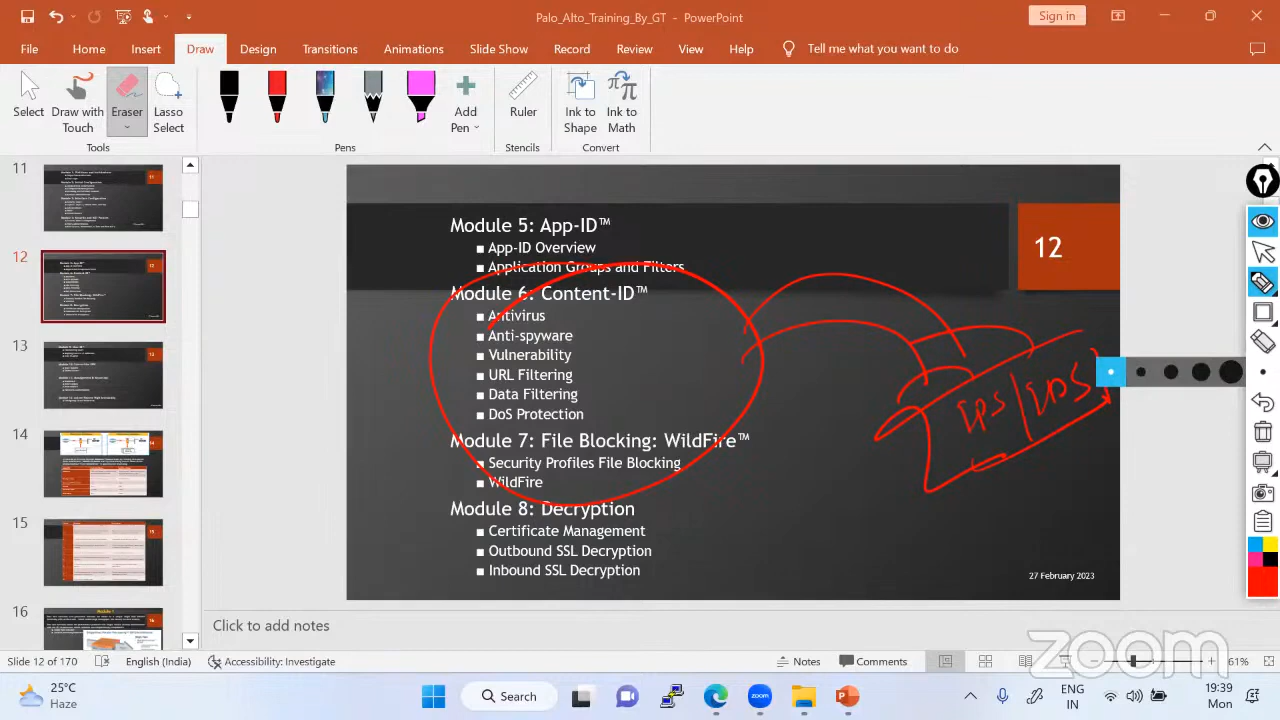 Palo_Alto_Training_By_GT - PowerPoint
Sign in
File Home Insert Draw Design Transitions Animations Slide Show Record Review View Help Tell me what you want to do
Select Draw with Touch Eraser Lasso Select Add Pen Ruler Ink to Shape Ink to Math
Tools Pens Stencils Convert
11
12
13
14
15
16
Module 5: App-ID™
■ App-ID Overview
■ Application Groups and Filters
12
Module 6: Content-ID™
■ Antivirus
■ Anti-spyware
■ Vulnerability
■ URL Filtering
■ Data Filtering
■ DoS Protection
IPS/IDS
Module 7: File Blocking: WildFire™
■ Security Profiles File Blocking
■ WildFire
Module 8: Decryption
■ Certificate Management
■ Outbound SSL Decryption
■ Inbound SSL Decryption
27 February 2023
Click to add notes
zoom
Slide 12 of 170 English (India) Accessibility: Investigate Notes Comments 61%
25°C
Haze
Search
zoom
ENG
IN
19:39
Mon